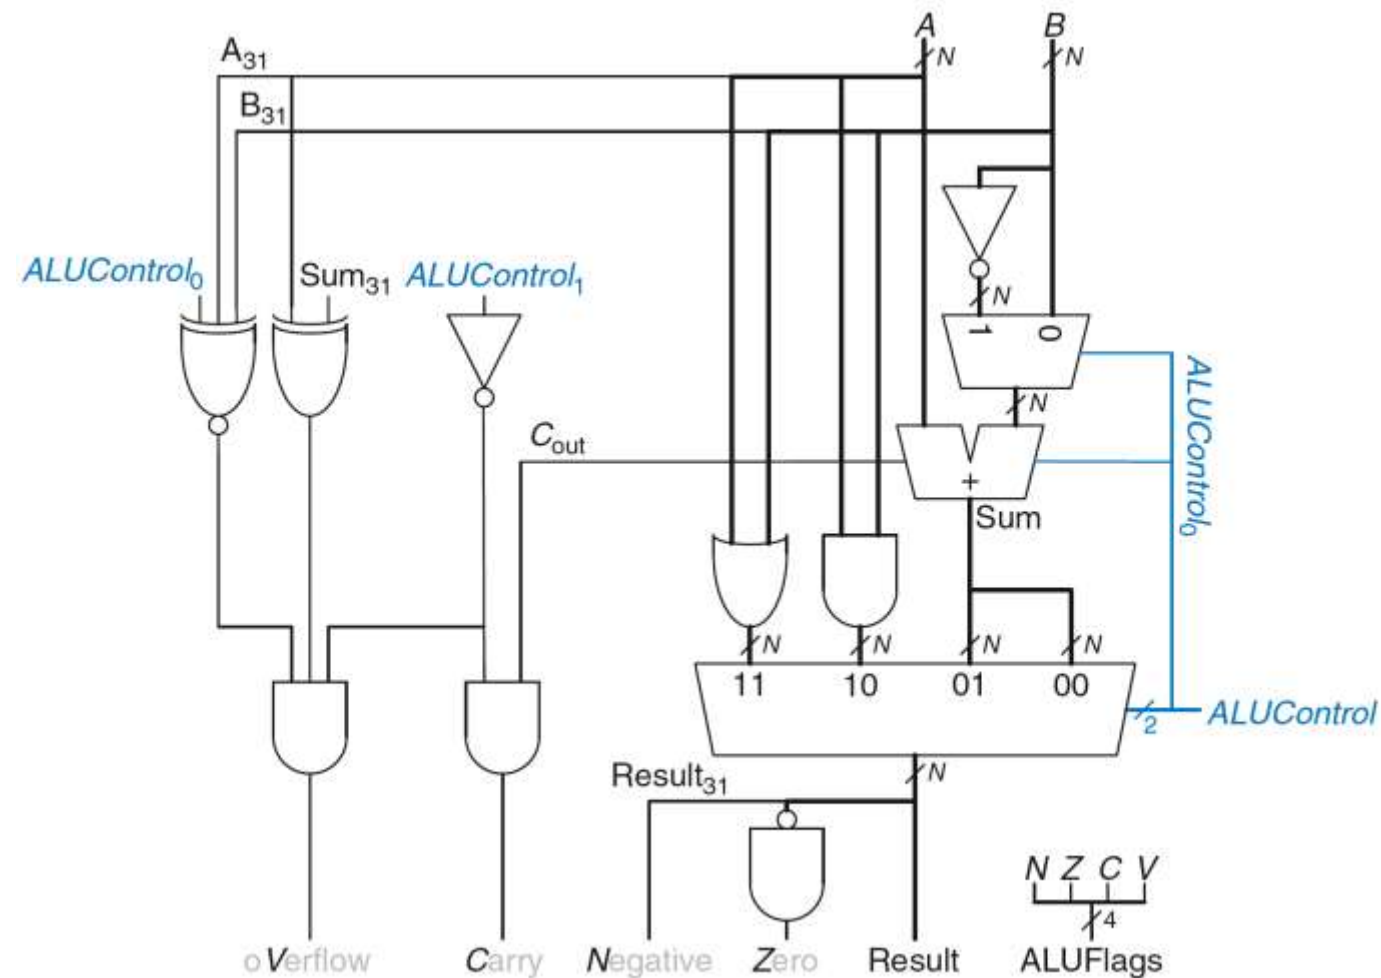 A B
A₃₁ N N
B₃₁
ALUControl₀ Sum₃₁ ALUControl₁
N
1 0
N
ALUControl₀
Cout
+
Sum
N N N N
11 10 01 00
2 ALUControl
N
Result₃₁
N Z C V
4
oVerflow Carry Negative Zero Result ALUFlags